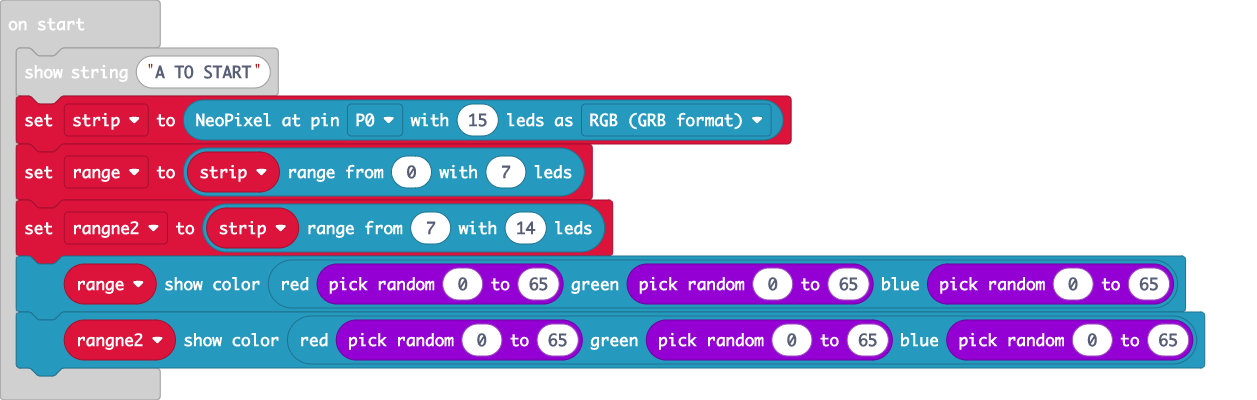 on start
show string "A TO START"
set strip to NeoPixel at pin P0 with 15 leds as RGB (GRB format)
set range to strip range from 0 with 7 leds
set rangne2 to strip range from 7 with 14 leds
range show color red pick random 0 to 65 green pick random 0 to 65 blue pick random 0 to 65
rangne2 show color red pick random 0 to 65 green pick random 0 to 65 blue pick random 0 to 65